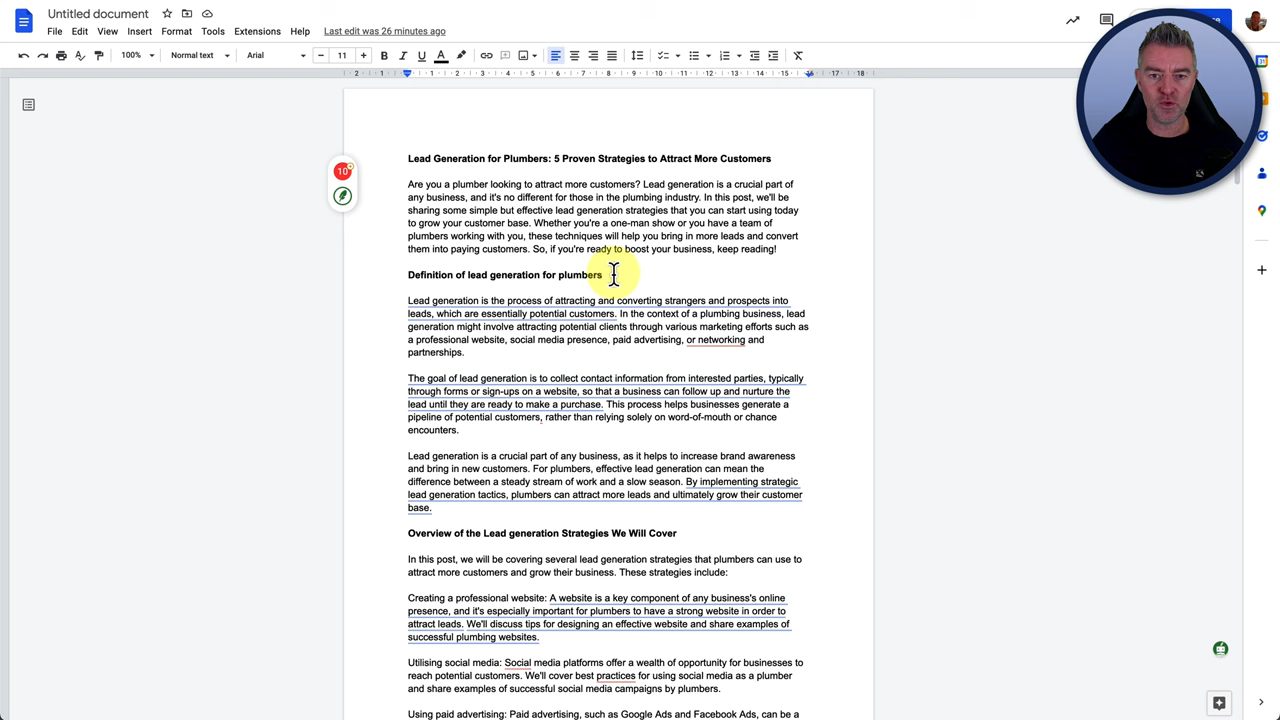 Untitled document
File Edit View Insert Format Tools Extensions Help Last edit was 26 minutes ago
100% Normal text Arial 11
2 1 1 2 3 4 5 6 7 8 9 10 11 12 13 14 15 16 17 18
10
Lead Generation for Plumbers: 5 Proven Strategies to Attract More Customers
Are you a plumber looking to attract more customers? Lead generation is a crucial part of
any business, and it's no different for those in the plumbing industry. In this post, we'll be
sharing some simple but effective lead generation strategies that you can start using today
to grow your customer base. Whether you're a one-man show or you have a team of
plumbers working with you, these techniques will help you bring in more leads and convert
them into paying customers. So, if you're ready to boost your business, keep reading!
Definition of lead generation for plumbers
Lead generation is the process of attracting and converting strangers and prospects into
leads, which are essentially potential customers. In the context of a plumbing business, lead
generation might involve attracting potential clients through various marketing efforts such as
a professional website, social media presence, paid advertising, or networking and
partnerships.
The goal of lead generation is to collect contact information from interested parties, typically
through forms or sign-ups on a website, so that a business can follow up and nurture the
lead until they are ready to make a purchase. This process helps businesses generate a
pipeline of potential customers, rather than relying solely on word-of-mouth or chance
encounters.
Lead generation is a crucial part of any business, as it helps to increase brand awareness
and bring in new customers. For plumbers, effective lead generation can mean the
difference between a steady stream of work and a slow season. By implementing strategic
lead generation tactics, plumbers can attract more leads and ultimately grow their customer
base.
Overview of the Lead generation Strategies We Will Cover
In this post, we will be covering several lead generation strategies that plumbers can use to
attract more customers and grow their business. These strategies include:
Creating a professional website: A website is a key component of any business's online
presence, and it's especially important for plumbers to have a strong website in order to
attract leads. We'll discuss tips for designing an effective website and share examples of
successful plumbing websites.
Utilising social media: Social media platforms offer a wealth of opportunity for businesses to
reach potential customers. We'll cover best practices for using social media as a plumber
and share examples of successful social media campaigns by plumbers.
Using paid advertising: Paid advertising, such as Google Ads and Facebook Ads, can be a